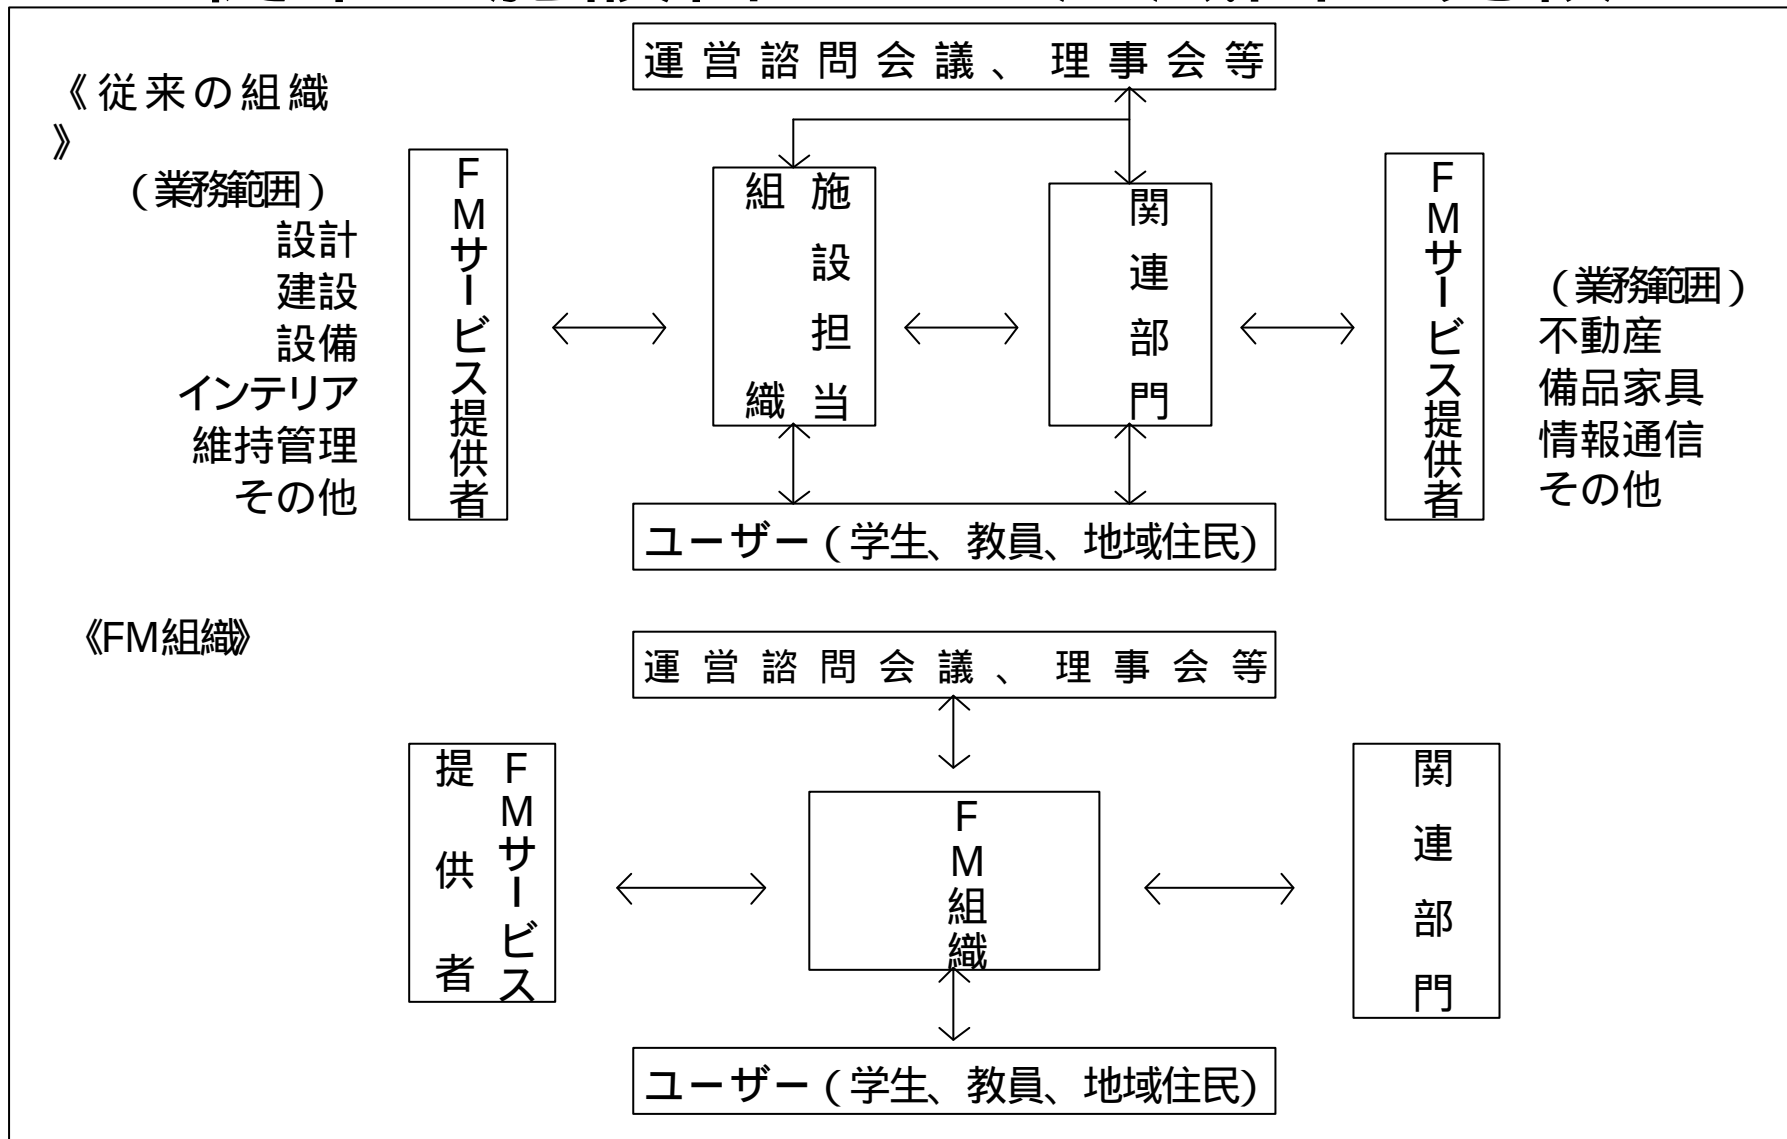 運営諮問会議、理事会等
《従来の組織
》
(業務範囲)
設計
建設
設備
インテリア
維持管理
その他
FMサービス提供者
施設担当
組織
関連部門
FMサービス提供者
(業務範囲)
不動産
備品家具
情報通信
その他
ユーザー(学生、教員、地域住民)
《FM組織》
運営諮問会議、理事会等
FMサービス
提供者
FM組織
関連部門
ユーザー(学生、教員、地域住民)